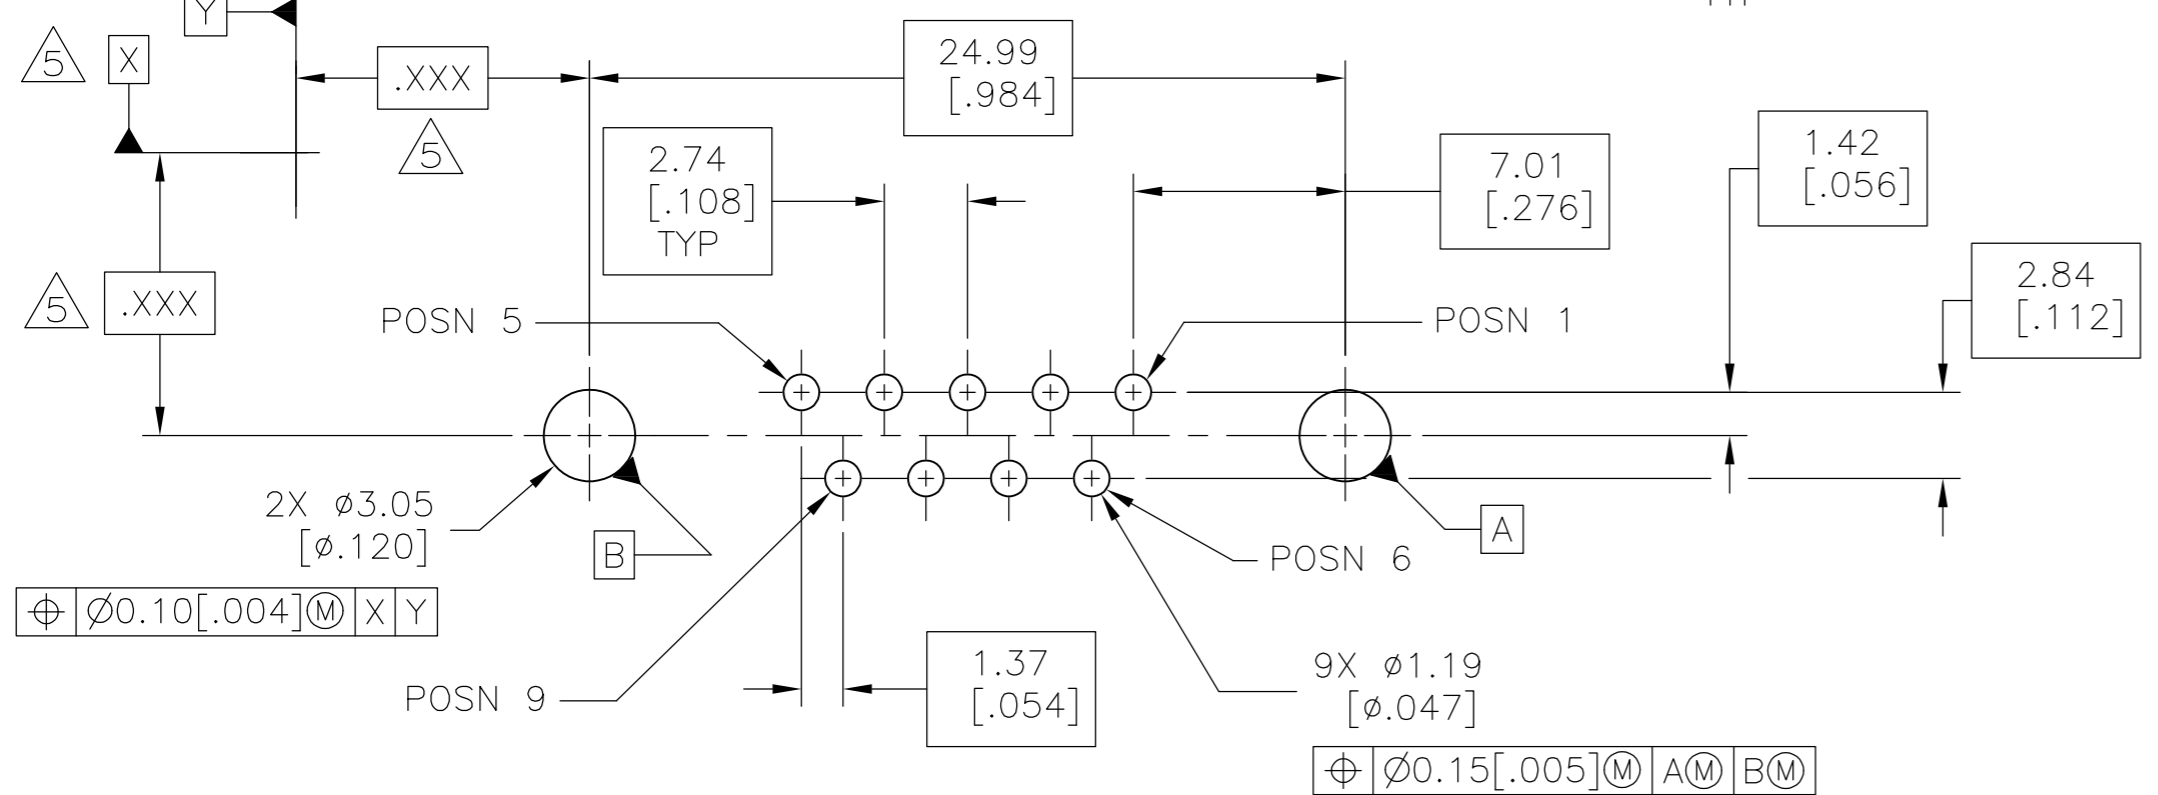 Y
5
X
.XXX
5
24.99
[.984]
2.74
[.108]
TYP
7.01
[.276]
1.42
[.056]
2.84
[.112]
5
.XXX
POSN 5
POSN 1
2X ⌀3.05
[⌀.120]
B
A
POSN 6
⌖ ⌀0.10[.004]Ⓜ X Y
POSN 9
1.37
[.054]
9X ⌀1.19
[⌀.047]
⌖ ⌀0.15[.005]Ⓜ AⓂ BⓂ